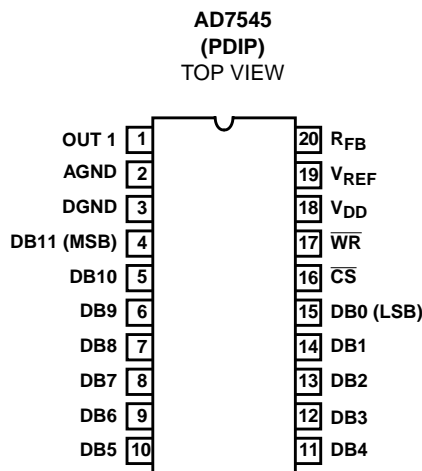 AD7545
(PDIP)
TOP VIEW
OUT 1 1 20 RFB
AGND 2 19 VREF
DGND 3 18 VDD
DB11 (MSB) 4 17 WR
DB10 5 16 CS
DB9 6 15 DB0 (LSB)
DB8 7 14 DB1
DB7 8 13 DB2
DB6 9 12 DB3
DB5 10 11 DB4